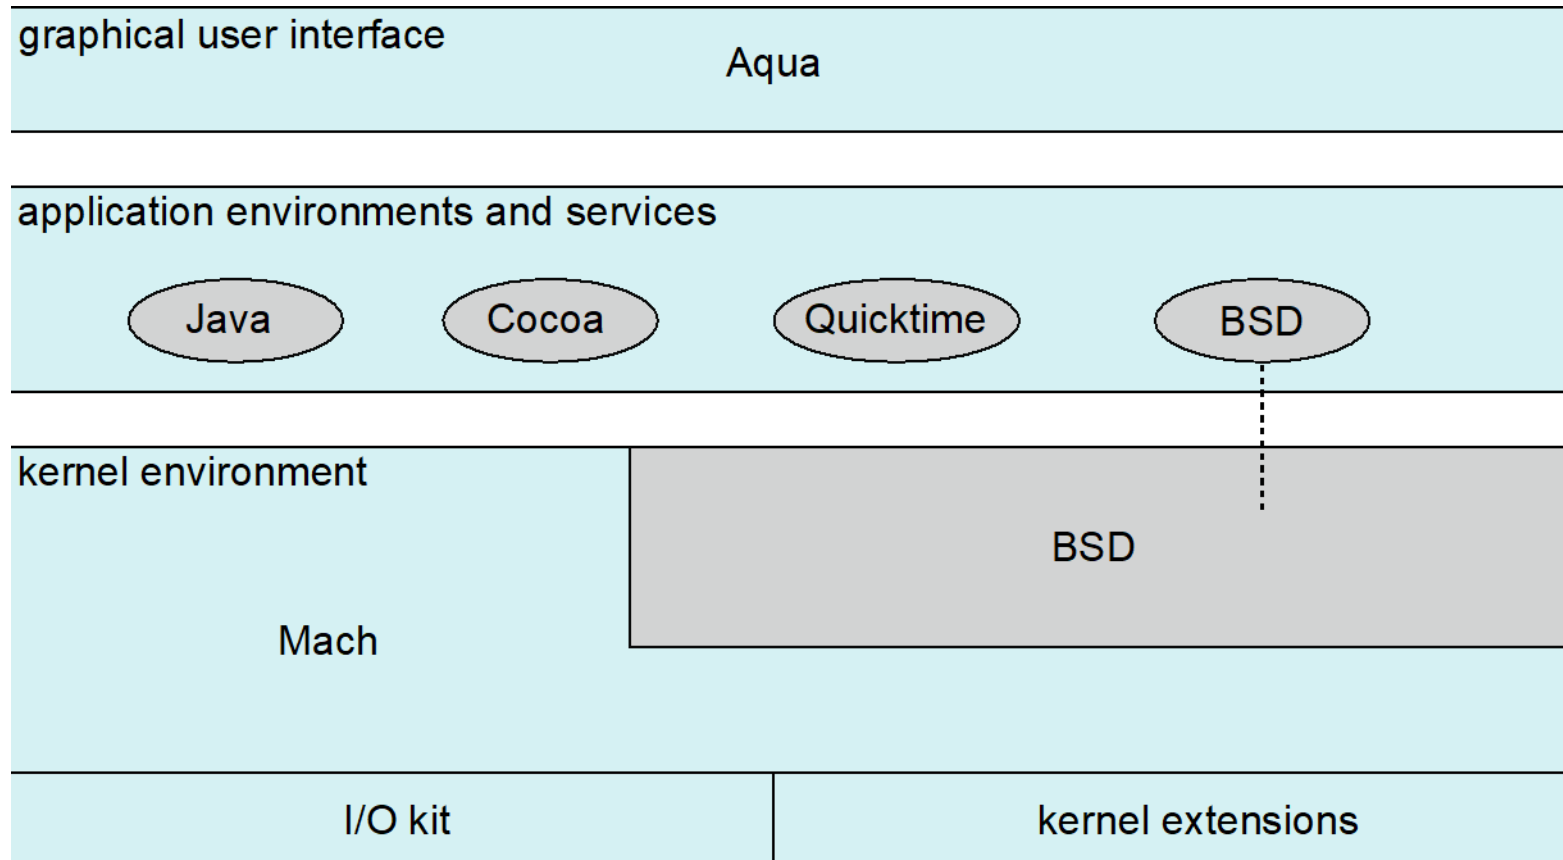 graphical user interface
Aqua
application environments and services
Java
Cocoa
Quicktime
BSD
kernel environment
BSD
Mach
I/O kit
kernel extensions